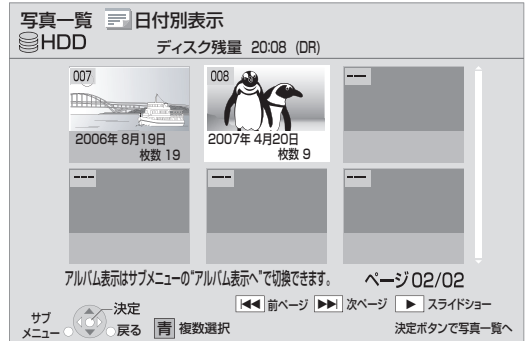 写真一覧 日付別表示
HDD ディスク残量 20:08 (DR)
007 008 ---
2006年 8月19日 2007年 4月20日
枚数 19 枚数 9
--- --- ---
アルバム表示はサブメニューの"アルバム表示へ"で切換できます。 ページ 02/02
前ページ 次ページ スライドショー
サブ
メニュー
決定
戻る 青 複数選択 決定ボタンで写真一覧へ